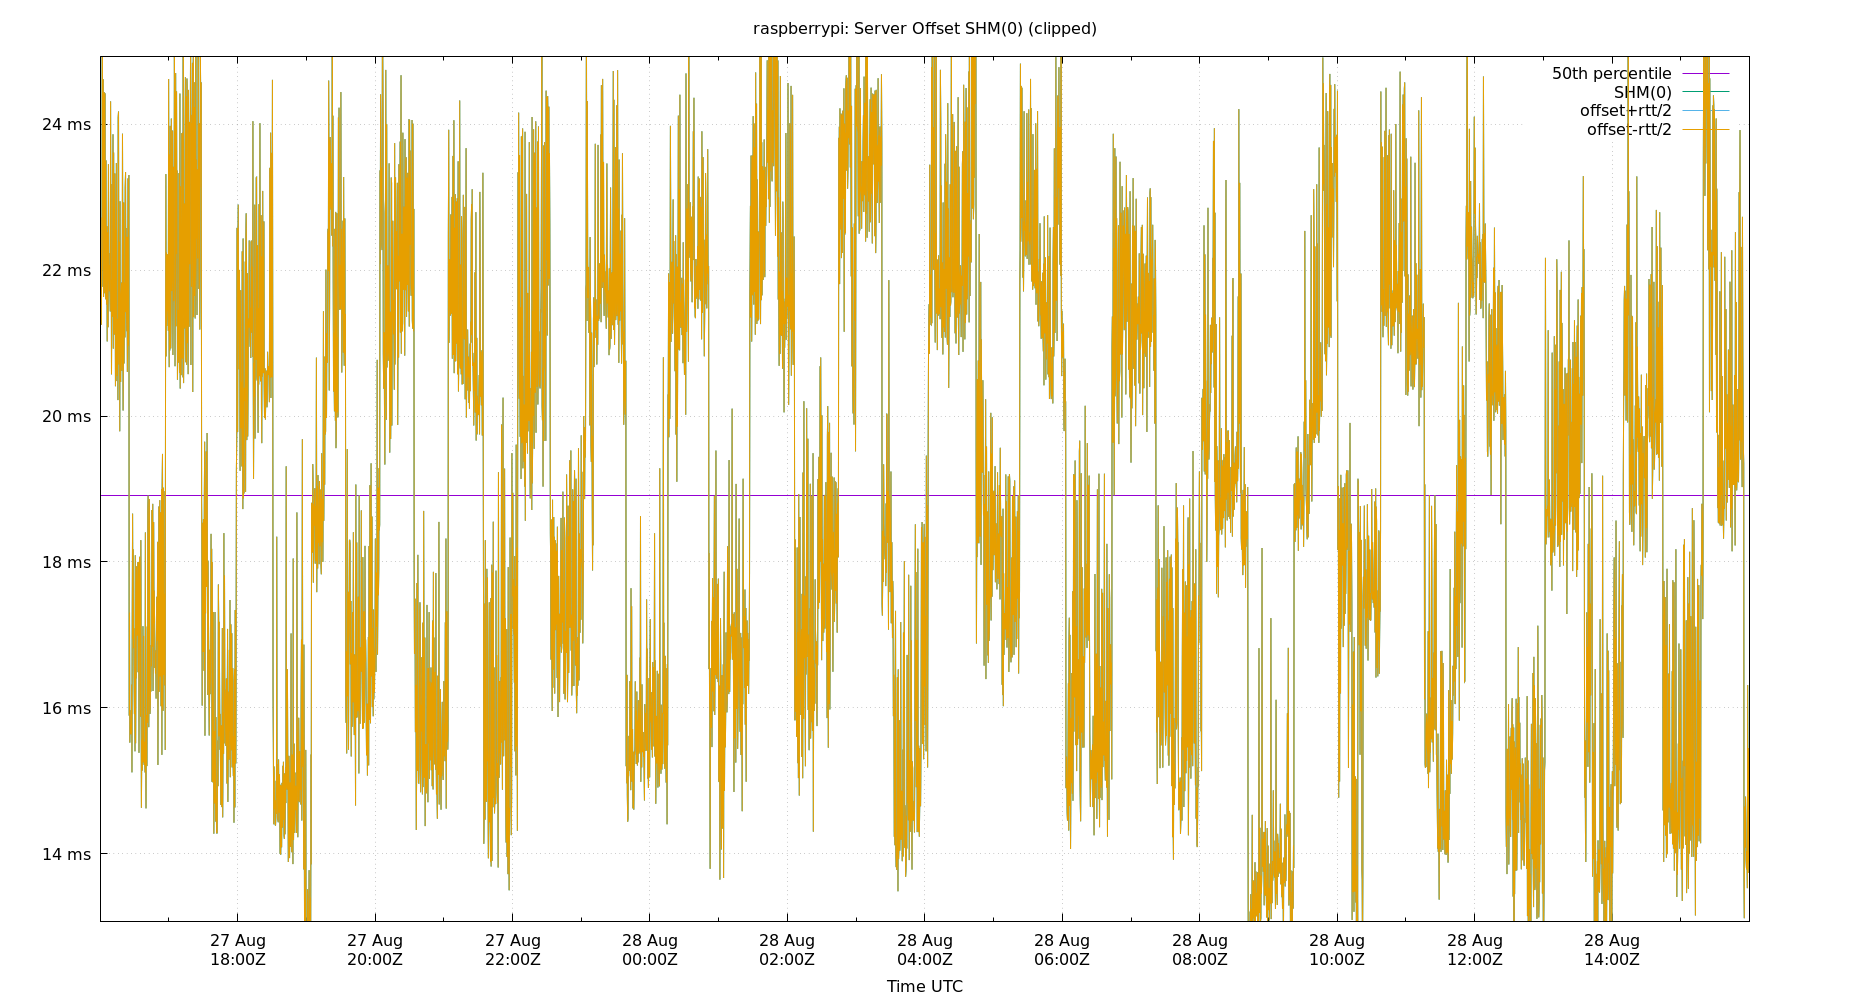 raspberrypi: Server Offset SHM(0) (clipped)
50th percentile
SHM(0)
offset+rtt/2
offset-rtt/2
24 ms
22 ms
20 ms
18 ms
16 ms
14 ms
27 Aug 27 Aug 27 Aug 28 Aug 28 Aug 28 Aug 28 Aug 28 Aug 28 Aug 28 Aug 28 Aug
18:00Z 20:00Z 22:00Z 00:00Z 02:00Z 04:00Z 06:00Z 08:00Z 10:00Z 12:00Z 14:00Z
Time UTC